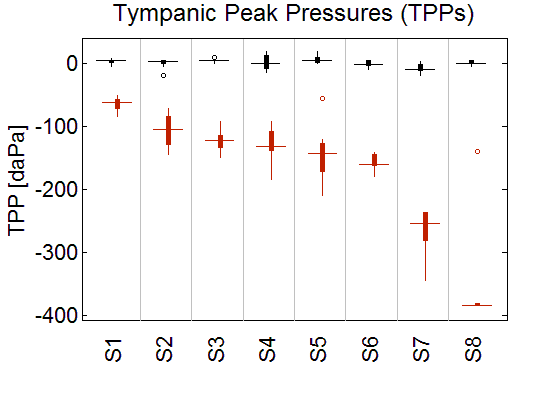 Tympanic Peak Pressures (TPPs)
TPP [daPa]
0
-100
-200
-300
-400
S1 S2 S3 S4 S5 S6 S7 S8